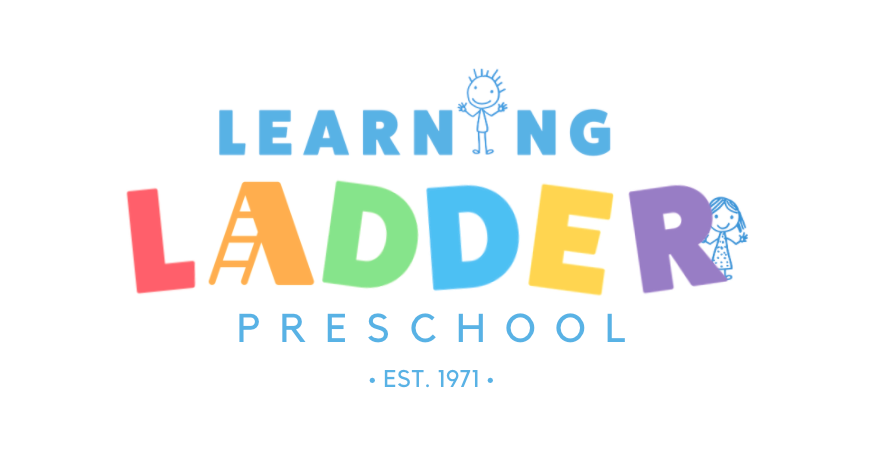 LEARNING
LADDER
PRESCHOOL
• EST. 1971 •